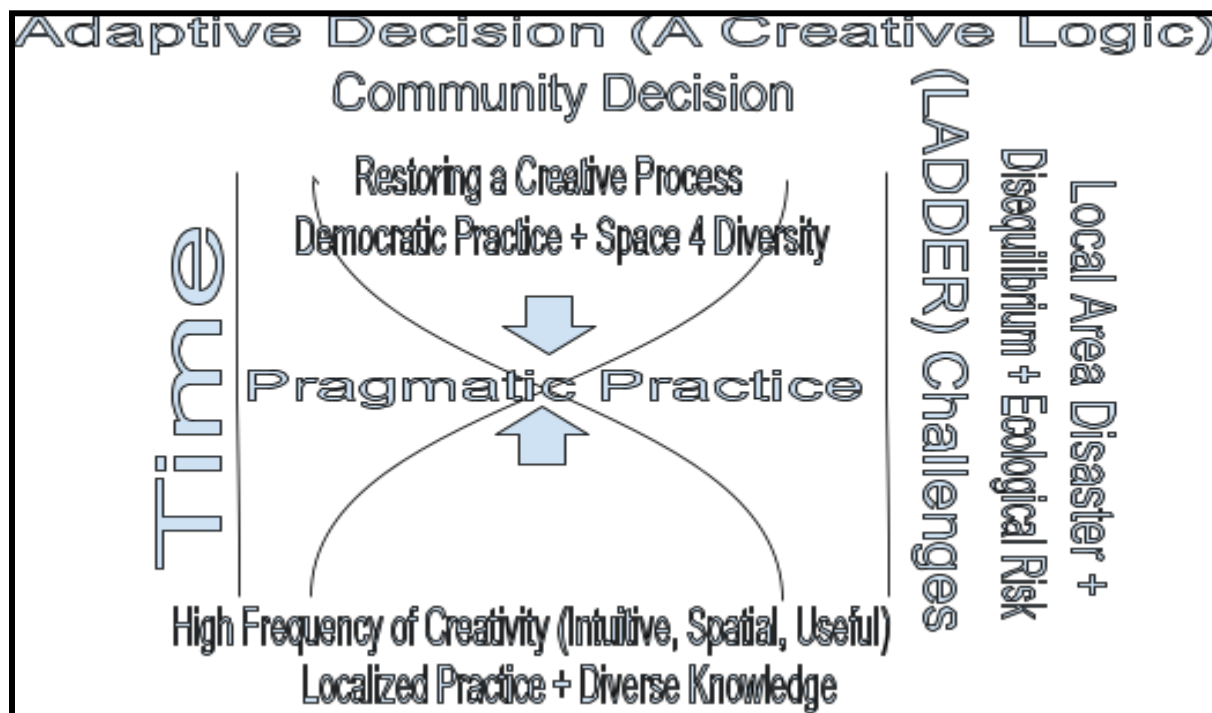 Adaptive Decision (A Creative Logic)
Community Decision
Restoring a Creative Process
Democratic Practice + Space 4 Diversity
Time
Pragmatic Practice
High Frequency of Creativity (Intuitive, Spatial, Useful)
Localized Practice + Diverse Knowledge
(LADDER) Challenges
Local Area Disaster +
Disequilibrium + Ecological Risk